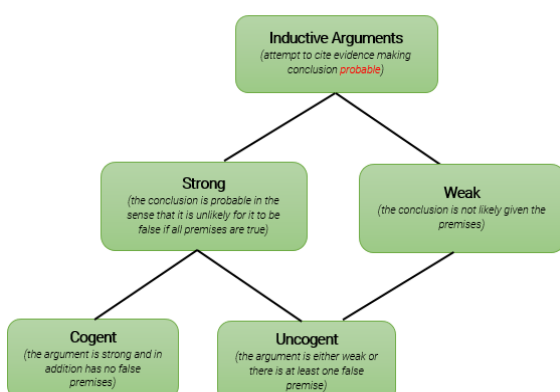 Inductive Arguments
(attempt to cite evidence making
conclusion probable)
Strong
(the conclusion is probable in the
sense that it is unlikely for it to be
false if all premises are true)
Weak
(the conclusion is not likely given the
premises)
Cogent
(the argument is strong and in
addition has no false
premises)
Uncogent
(the argument is either weak or
there is at least one false
premise)